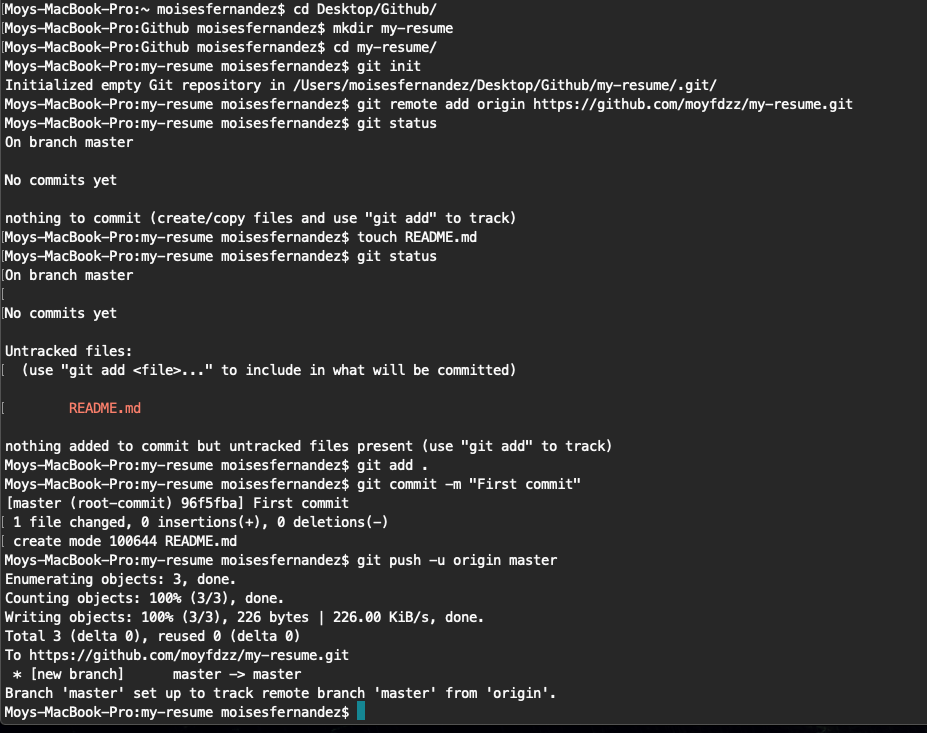 [Moys-MacBook-Pro:~ moisesfernandez$ cd Desktop/Github/
[Moys-MacBook-Pro:Github moisesfernandez$ mkdir my-resume
[Moys-MacBook-Pro:Github moisesfernandez$ cd my-resume/
Moys-MacBook-Pro:my-resume moisesfernandez$ git init
Initialized empty Git repository in /Users/moisesfernandez/Desktop/Github/my-resume/.git/
Moys-MacBook-Pro:my-resume moisesfernandez$ git remote add origin https://github.com/moyfdzz/my-resume.git
Moys-MacBook-Pro:my-resume moisesfernandez$ git status
On branch master

No commits yet

nothing to commit (create/copy files and use "git add" to track)
[Moys-MacBook-Pro:my-resume moisesfernandez$ touch README.md
[Moys-MacBook-Pro:my-resume moisesfernandez$ git status
[On branch master
[
[No commits yet

Untracked files:
[  (use "git add <file>..." to include in what will be committed)

[        README.md

nothing added to commit but untracked files present (use "git add" to track)
Moys-MacBook-Pro:my-resume moisesfernandez$ git add .
Moys-MacBook-Pro:my-resume moisesfernandez$ git commit -m "First commit"
[master (root-commit) 96f5fba] First commit
[ 1 file changed, 0 insertions(+), 0 deletions(-)
[ create mode 100644 README.md
Moys-MacBook-Pro:my-resume moisesfernandez$ git push -u origin master
Enumerating objects: 3, done.
Counting objects: 100% (3/3), done.
Writing objects: 100% (3/3), 226 bytes | 226.00 KiB/s, done.
Total 3 (delta 0), reused 0 (delta 0)
To https://github.com/moyfdzz/my-resume.git
 * [new branch]      master -> master
Branch 'master' set up to track remote branch 'master' from 'origin'.
Moys-MacBook-Pro:my-resume moisesfernandez$